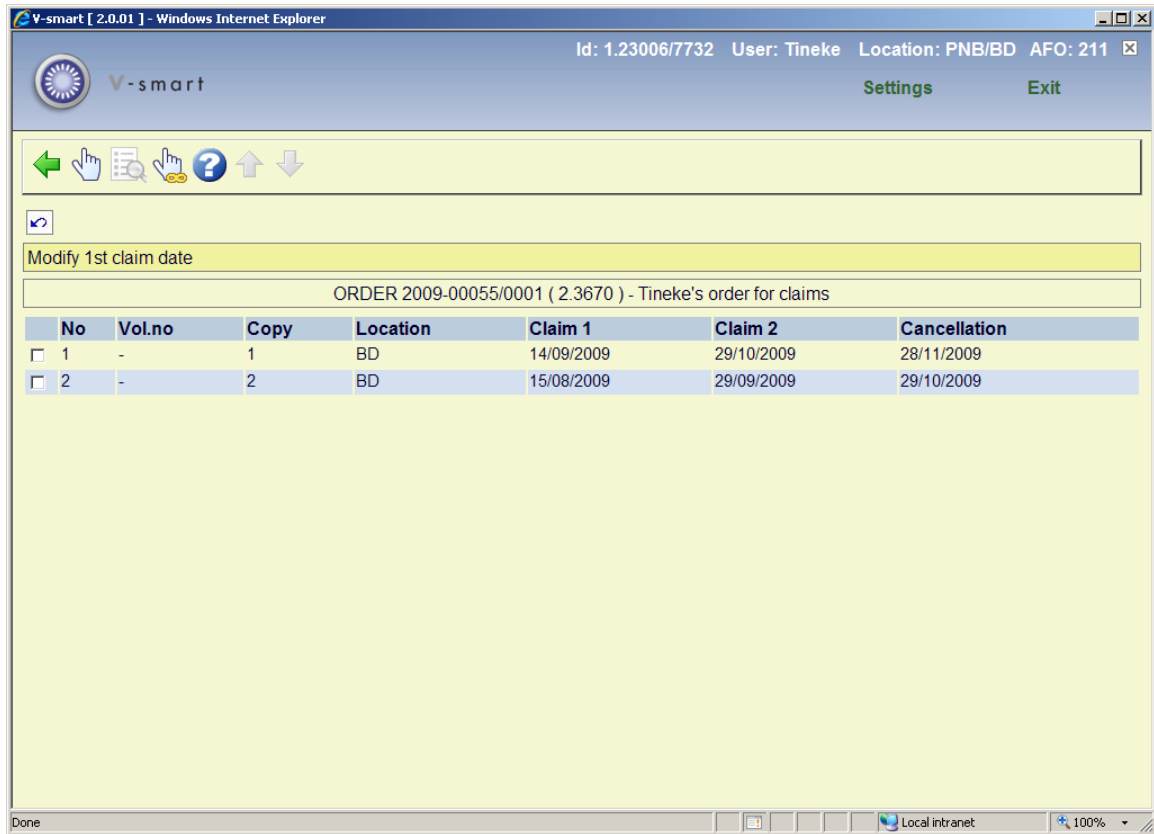 V-smart [ 2.0.01 ] - Windows Internet Explorer
Id: 1.23006/7732 User: Tineke Location: PNB/BD AFO: 211
V-smart
Settings Exit
Modify 1st claim date
ORDER 2009-00055/0001 ( 2.3670 ) - Tineke's order for claims
No Vol.no Copy Location Claim 1 Claim 2 Cancellation
1 - 1 BD 14/09/2009 29/10/2009 28/11/2009
2 - 2 BD 15/08/2009 29/09/2009 29/10/2009
Done Local intranet 100%